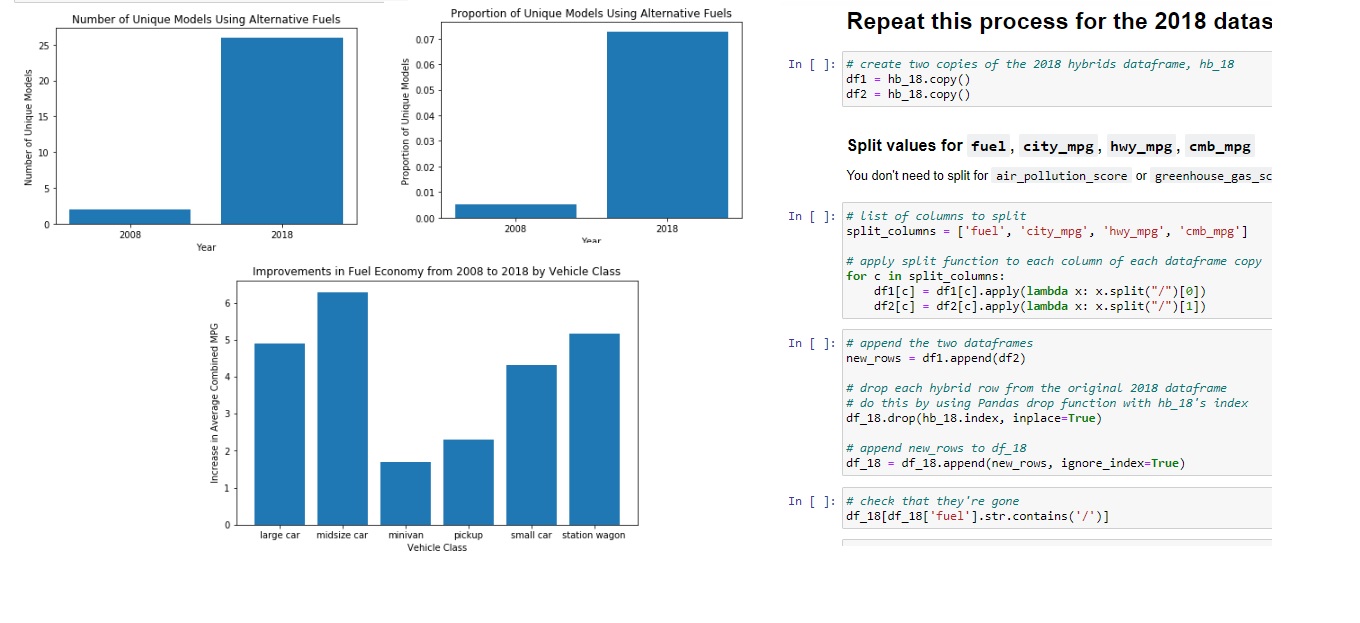 Number of Unique Models Using Alternative Fuels
Number of Unique Models
25
20
15
10
5
0
2008 2018
Year
Proportion of Unique Models Using Alternative Fuels
Proportion of Unique Models
0.07
0.06
0.05
0.04
0.03
0.02
0.01
0.00
2008 2018
Year
Improvements in Fuel Economy from 2008 to 2018 by Vehicle Class
Increase in Average Combined MPG
6
5
4
3
2
1
0
large car midsize car minivan pickup small car station wagon
Vehicle Class
Repeat this process for the 2018 datas
In [ ]: # create two copies of the 2018 hybrids dataframe, hb_18
df1 = hb_18.copy()
df2 = hb_18.copy()
Split values for fuel, city_mpg, hwy_mpg, cmb_mpg
You don't need to split for air_pollution_score or greenhouse_gas_sc
In [ ]: # list of columns to split
split_columns = ['fuel', 'city_mpg', 'hwy_mpg', 'cmb_mpg']
# apply split function to each column of each dataframe copy
for c in split_columns:
df1[c] = df1[c].apply(lambda x: x.split("/")[0])
df2[c] = df2[c].apply(lambda x: x.split("/")[1])
In [ ]: # append the two dataframes
new_rows = df1.append(df2)
# drop each hybrid row from the original 2018 dataframe
# do this by using Pandas drop function with hb_18's index
df_18.drop(hb_18.index, inplace=True)
# append new_rows to df_18
df_18 = df_18.append(new_rows, ignore_index=True)
In [ ]: # check that they're gone
df_18[df_18['fuel'].str.contains('/')]